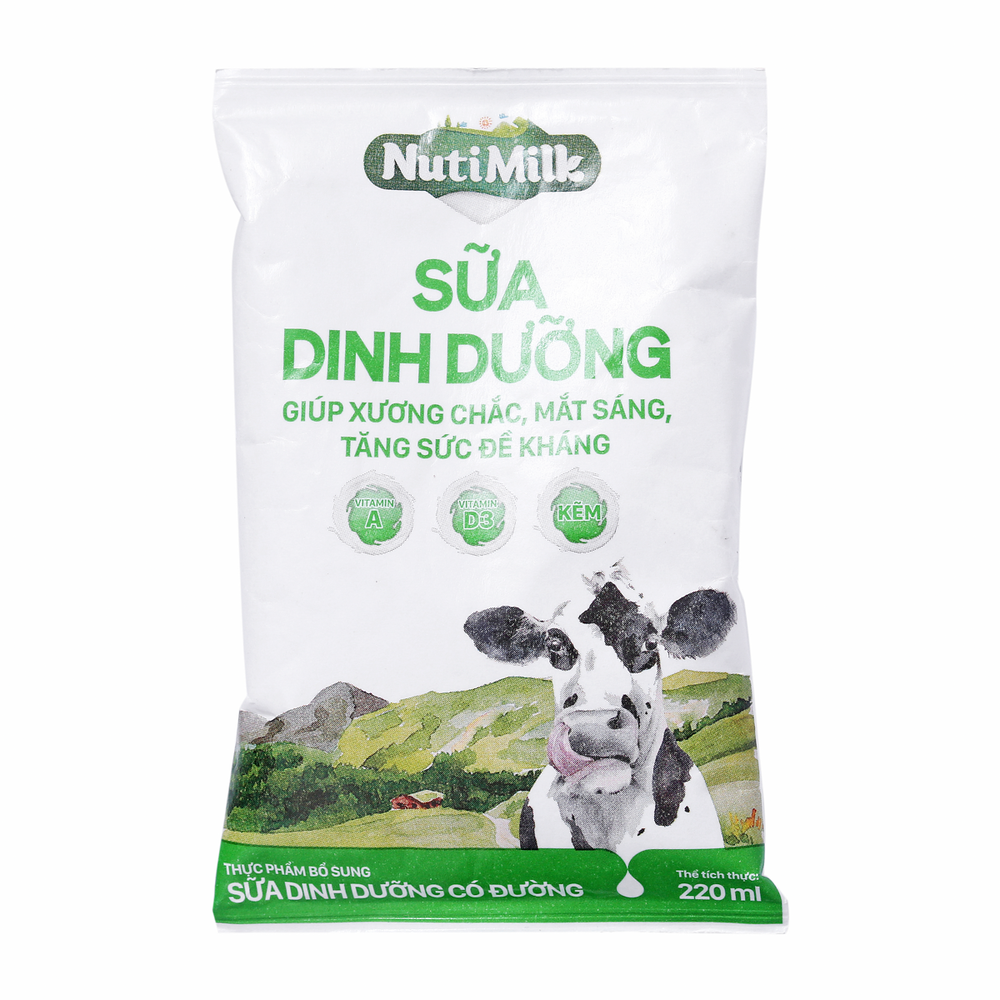 NutiMilk
SỮA
DINH DƯỠNG
GIÚP XƯƠNG CHẮC, MẮT SÁNG,
TĂNG SỨC ĐỀ KHÁNG
VITAMIN A
VITAMIN D3
KẼM
THỰC PHẨM BỔ SUNG
SỮA DINH DƯỠNG CÓ ĐƯỜNG
Thể tích thực:
220 ml